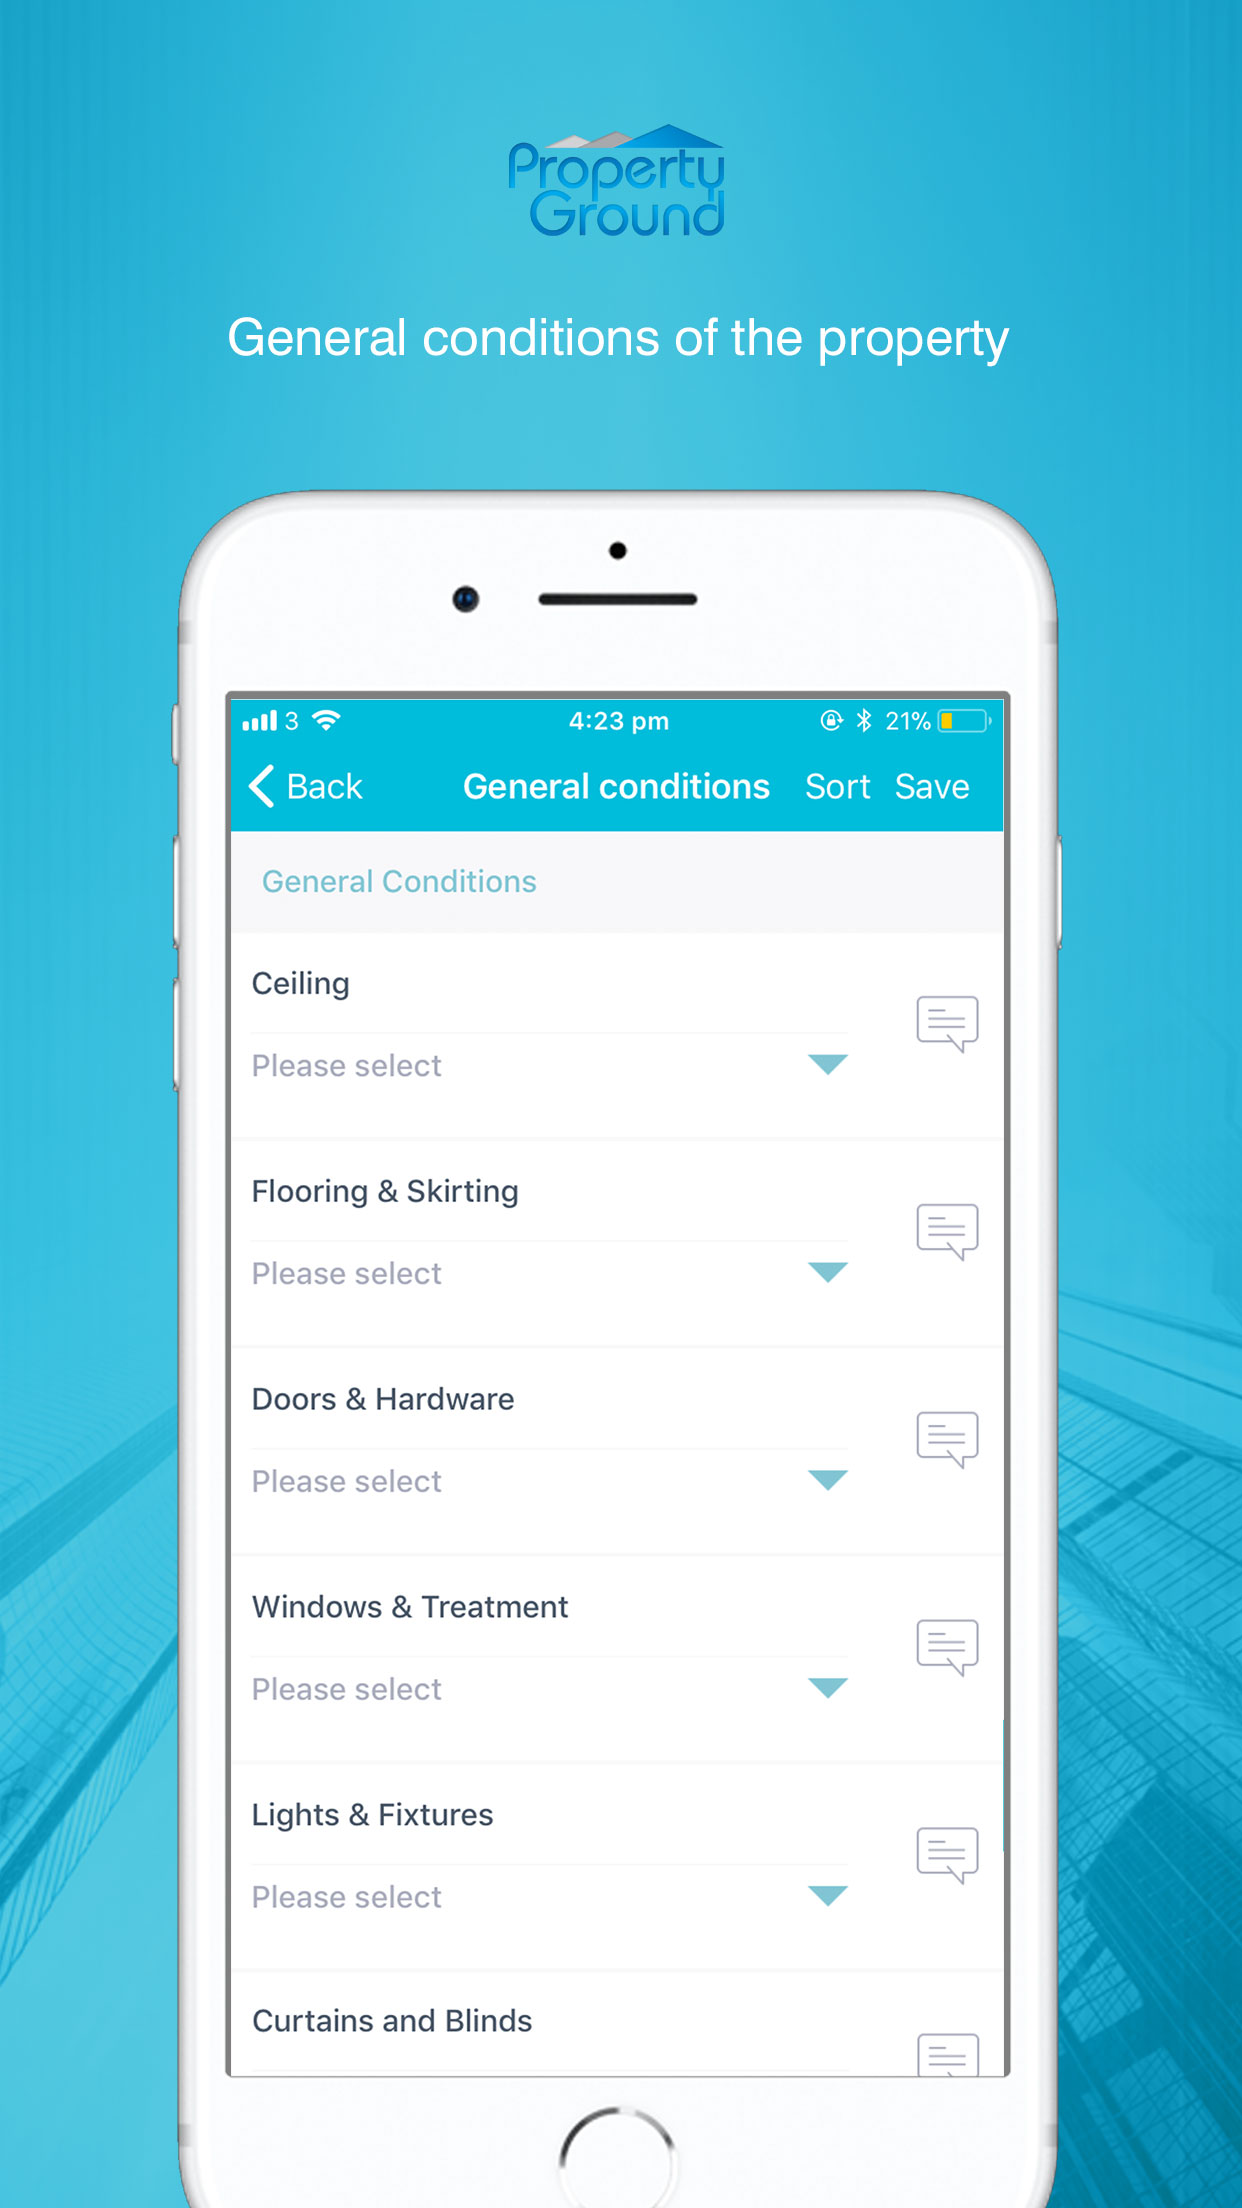 Property
Ground
General conditions of the property
3 4:23 pm 21%
Back General conditions Sort Save
General Conditions
Ceiling
Please select
Flooring & Skirting
Please select
Doors & Hardware
Please select
Windows & Treatment
Please select
Lights & Fixtures
Please select
Curtains and Blinds